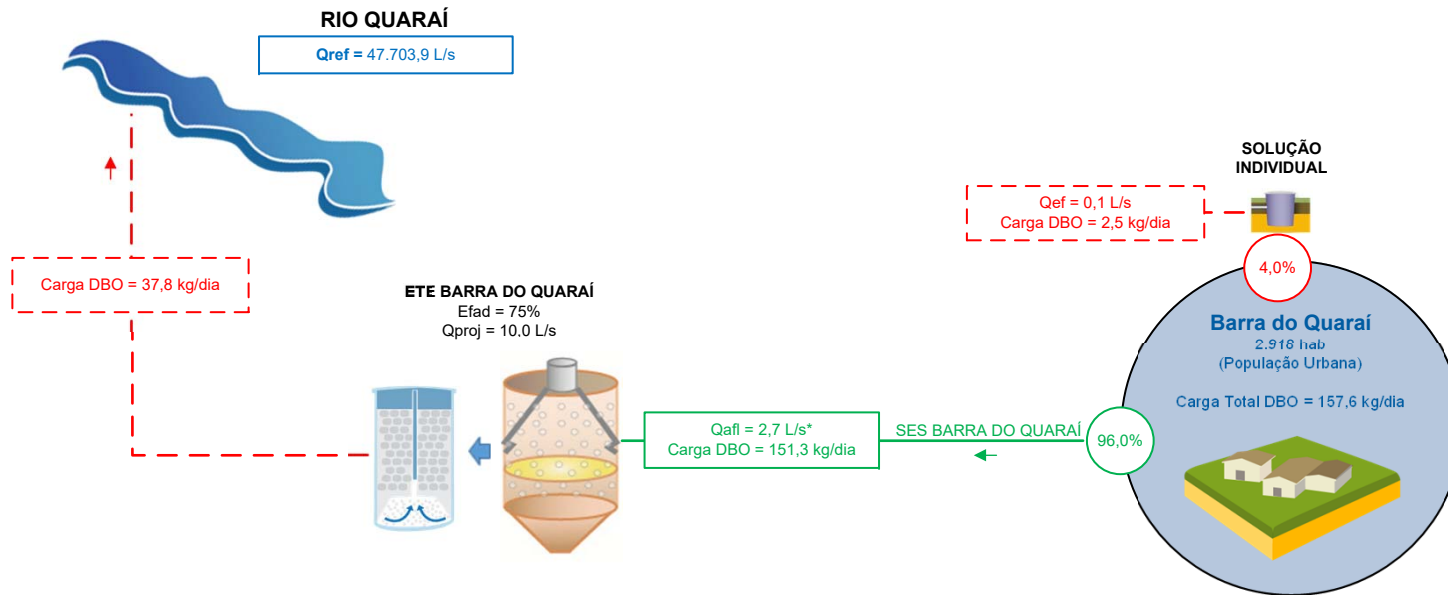 RIO QUARAÍ
Qref = 47.703,9 L/s
SOLUÇÃO
INDIVIDUAL
Qef = 0,1 L/s
Carga DBO = 2,5 kg/dia
4,0%
Carga DBO = 37,8 kg/dia
ETE BARRA DO QUARAÍ
Efad = 75%
Qproj = 10,0 L/s
Barra do Quaraí
2.918 hab
(População Urbana)
Carga Total DBO = 157,6 kg/dia
Qafl = 2,7 L/s*
Carga DBO = 151,3 kg/dia
SES BARRA DO QUARAÍ
96,0%